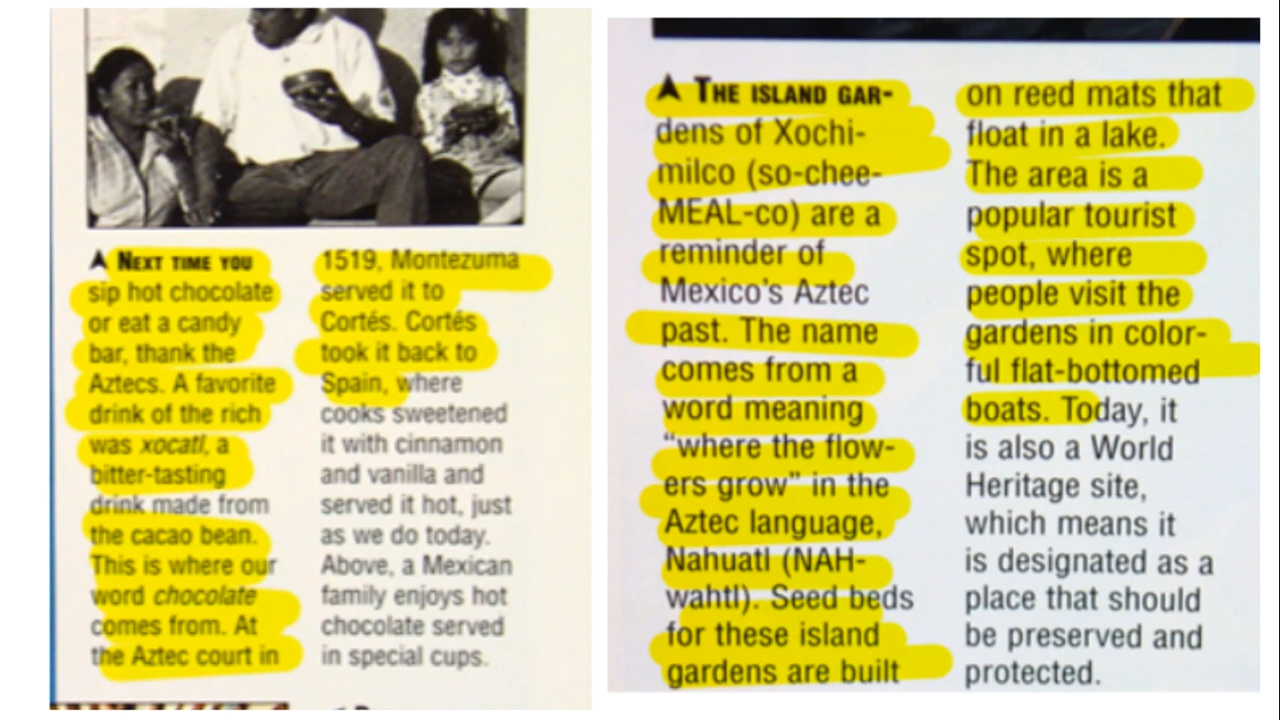 NEXT TIME YOU
sip hot chocolate
or eat a candy
bar, thank the
Aztecs. A favorite
drink of the rich
was xocatl, a
bitter-tasting
drink made from
the cacao bean.
This is where our
word chocolate
comes from. At
the Aztec court in
1519, Montezuma
served it to
Cortés. Cortés
took it back to
Spain, where
cooks sweetened
it with cinnamon
and vanilla and
served it hot, just
as we do today.
Above, a Mexican
family enjoys hot
chocolate served
in special cups.
THE ISLAND GAR-
dens of Xochi-
milco (so-chee-
MEAL-co) are a
reminder of
Mexico's Aztec
past. The name
comes from a
word meaning
“where the flow-
ers grow” in the
Aztec language,
Nahuatl (NAH-
wahtl). Seed beds
for these island
gardens are built
on reed mats that
float in a lake.
The area is a
popular tourist
spot, where
people visit the
gardens in color-
ful flat-bottomed
boats. Today, it
is also a World
Heritage site,
which means it
is designated as a
place that should
be preserved and
protected.